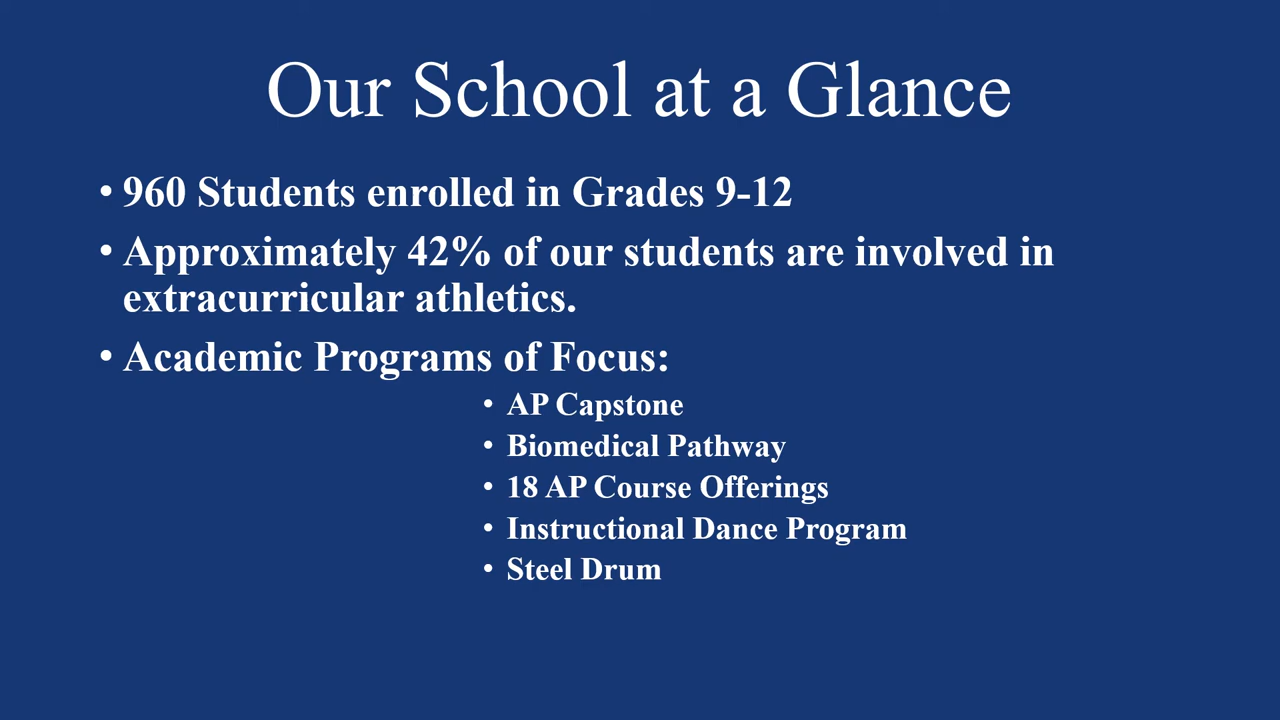 Our School at a Glance
• 960 Students enrolled in Grades 9-12
• Approximately 42% of our students are involved in
extracurricular athletics.
• Academic Programs of Focus:
• AP Capstone
• Biomedical Pathway
• 18 AP Course Offerings
• Instructional Dance Program
• Steel Drum